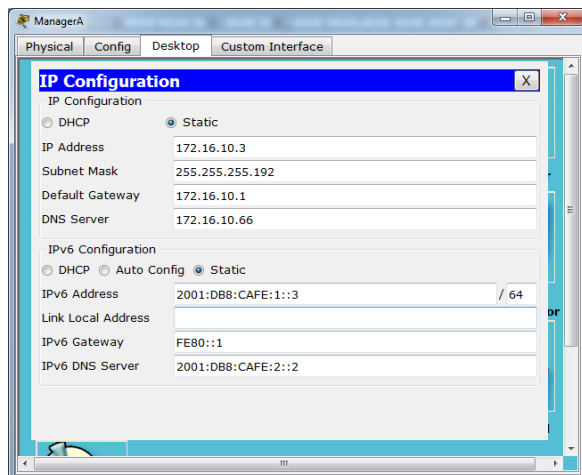 ManagerA
Physical Config Desktop Custom Interface
IP Configuration X
IP Configuration
DHCP Static
IP Address 172.16.10.3
Subnet Mask 255.255.255.192
Default Gateway 172.16.10.1
DNS Server 172.16.10.66
IPv6 Configuration
DHCP Auto Config Static
IPv6 Address 2001:DB8:CAFE:1::3 / 64
Link Local Address
IPv6 Gateway FE80::1
IPv6 DNS Server 2001:DB8:CAFE:2::2